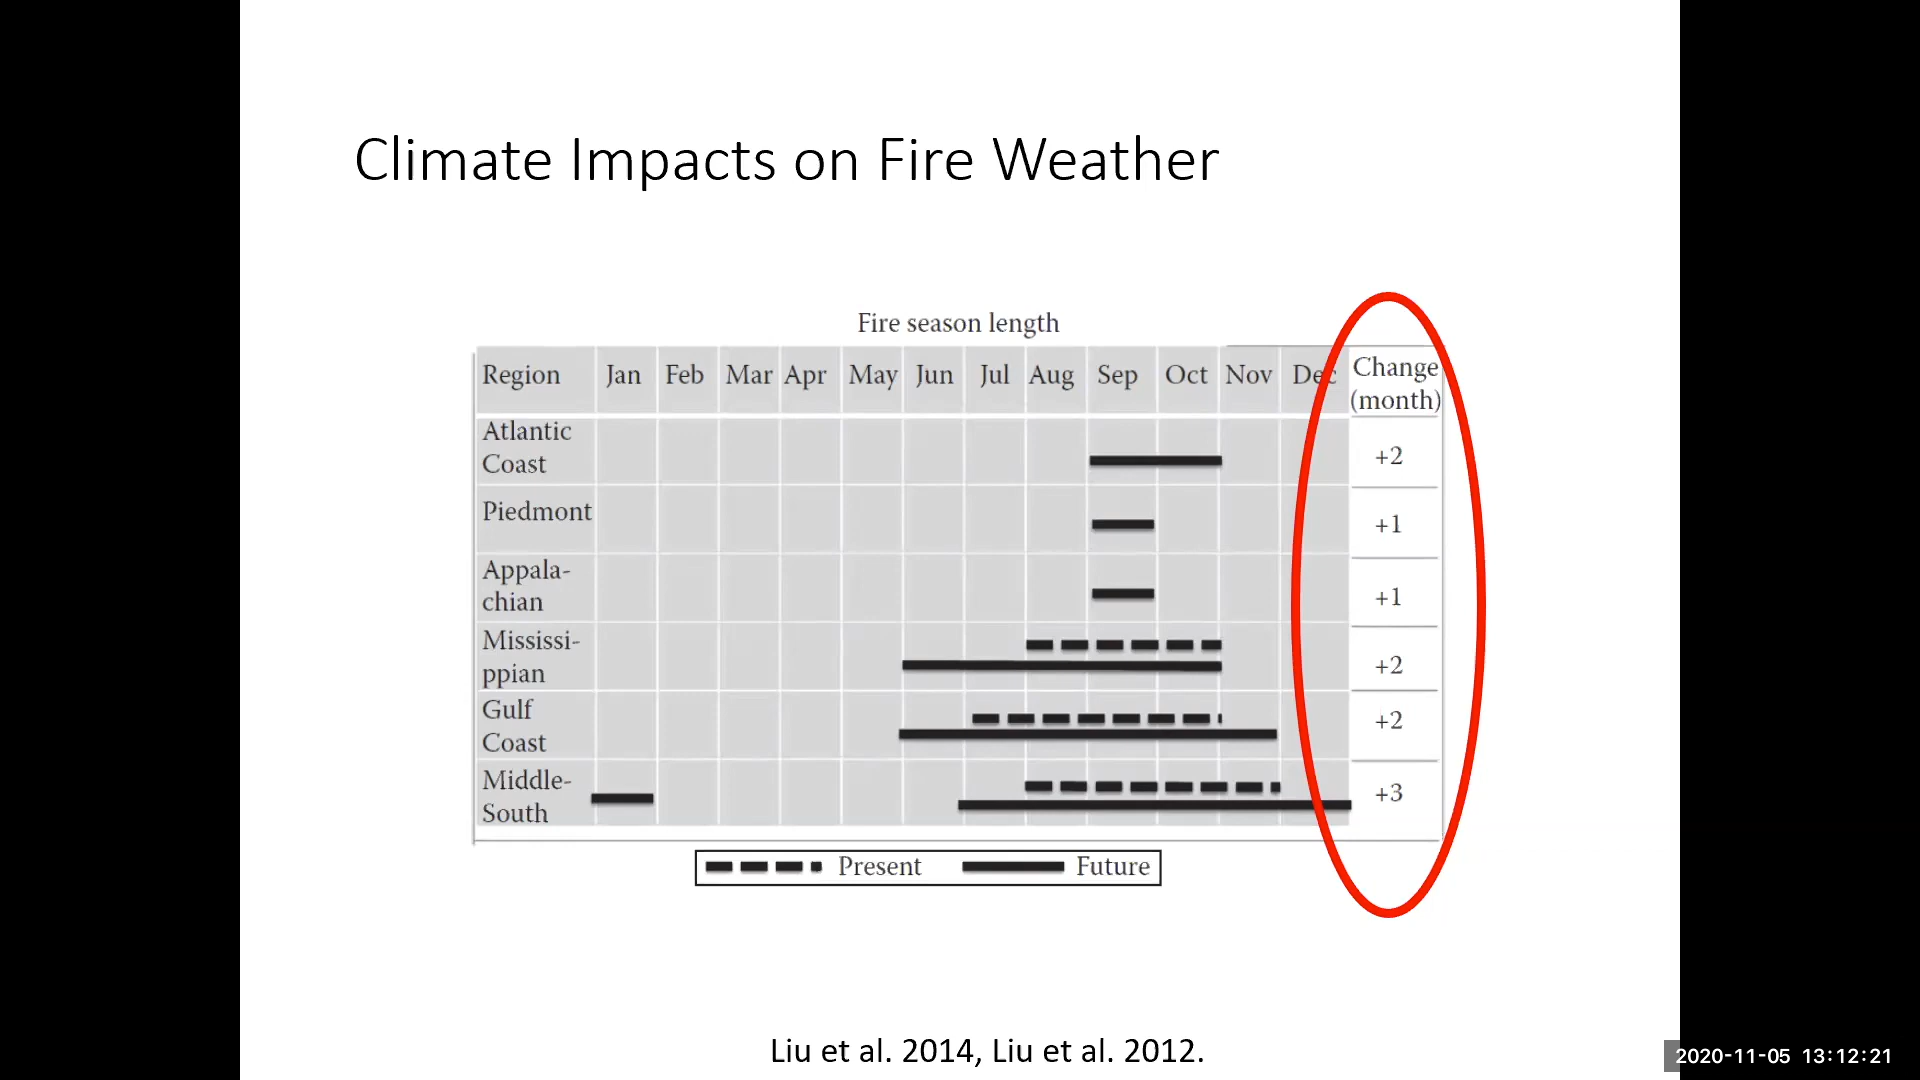 Climate Impacts on Fire Weather
Fire season length
Region Jan Feb Mar Apr May Jun Jul Aug Sep Oct Nov Dec Change
(month)
Atlantic
Coast
+2
Piedmont
+1
Appala-
chian
+1
Mississi-
ppian
+2
Gulf
Coast
+2
Middle-
South
+3
Present Future
Liu et al. 2014, Liu et al. 2012.
2020-11-05 13:12:21